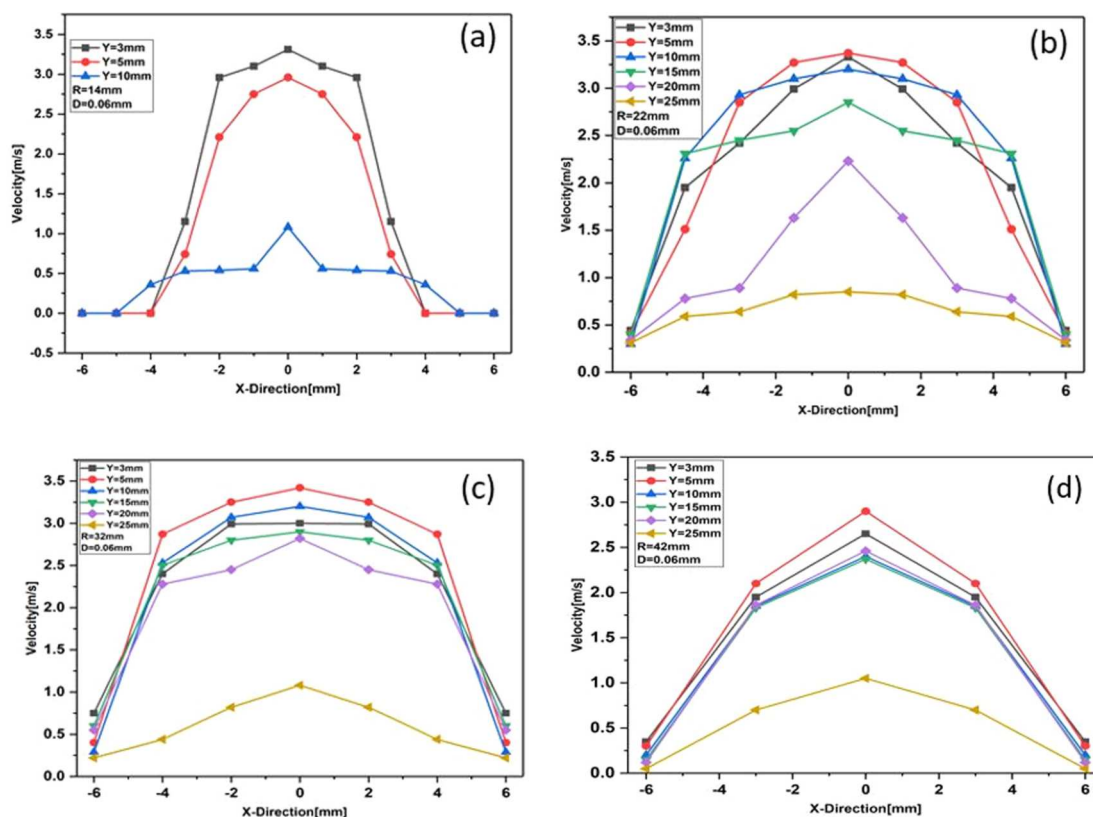 (a)
Y=3mm
Y=5mm
Y=10mm
R=14mm
D=0.06mm
3.5
3.0
2.5
2.0
1.5
1.0
0.5
0.0
-0.5
Velocity[m/s]
-6 -4 -2 0 2 4 6
X-Direction[mm]
(b)
Y=3mm
Y=5mm
Y=10mm
Y=15mm
Y=20mm
Y=25mm
R=22mm
D=0.06mm
3.5
3.0
2.5
2.0
1.5
1.0
0.5
0.0
Velocity[m/s]
-6 -4 -2 0 2 4 6
X-Direction[mm]
(c)
Y=3mm
Y=5mm
Y=10mm
Y=15mm
Y=20mm
Y=25mm
R=32mm
D=0.06mm
3.5
3.0
2.5
2.0
1.5
1.0
0.5
0.0
Velocity[m/s]
-6 -4 -2 0 2 4 6
X-Direction[mm]
(d)
Y=3mm
Y=5mm
Y=10mm
Y=15mm
Y=20mm
Y=25mm
R=42mm
D=0.06mm
3.5
3.0
2.5
2.0
1.5
1.0
0.5
0.0
Velocity[m/s]
-6 -4 -2 0 2 4 6
X-Direction[mm]